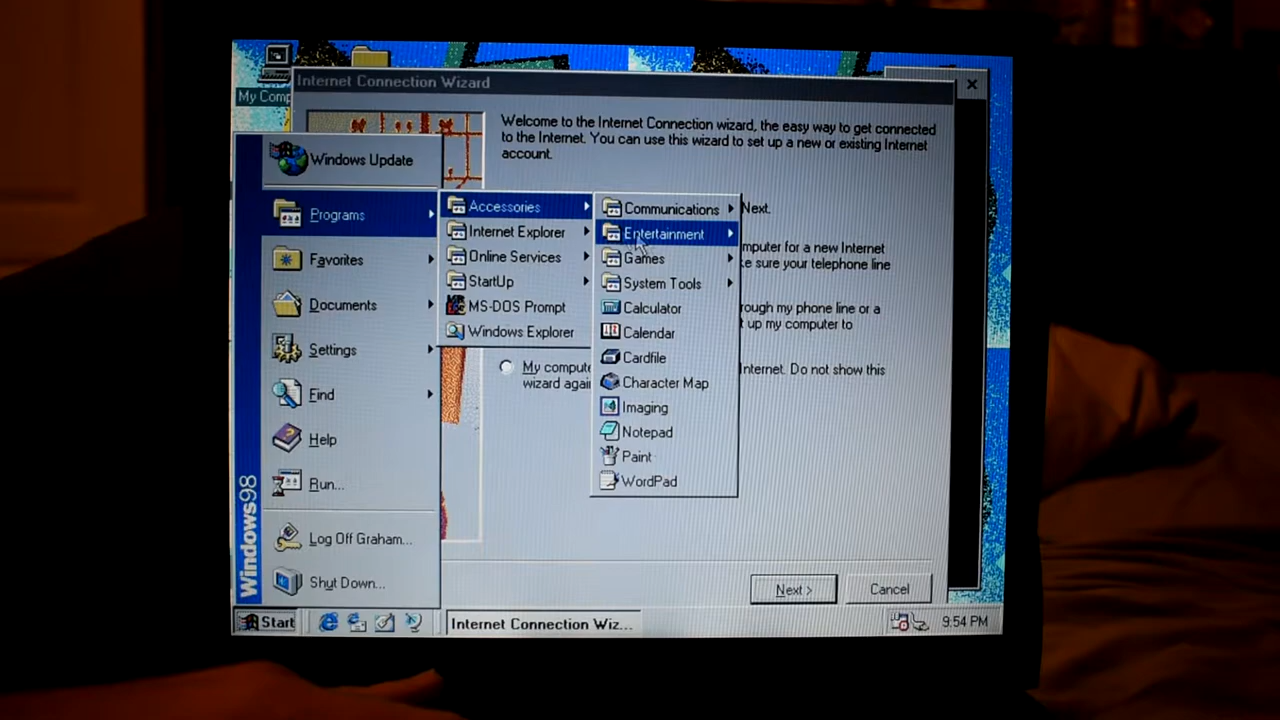 My Comp
Internet Connection Wizard
Welcome to the Internet Connection wizard, the easy way to get connected
to the Internet. You can use this wizard to set up a new or existing Internet
account.
Next.
mputer for a new Internet
e sure your telephone line
rough my phone line or a
t up my computer to
My compute
nternet. Do not show this
wizard again
Windows Update
Programs
Favorites
Documents
Settings
Find
Help
Run...
Log Off Graham...
Shut Down...
Windows98
Accessories
Internet Explorer
Online Services
StartUp
MS-DOS Prompt
Windows Explorer
Communications
Entertainment
Games
System Tools
Calculator
Calendar
Cardfile
Character Map
Imaging
Notepad
Paint
WordPad
Next >
Cancel
Start
Internet Connection Wiz...
9:54 PM